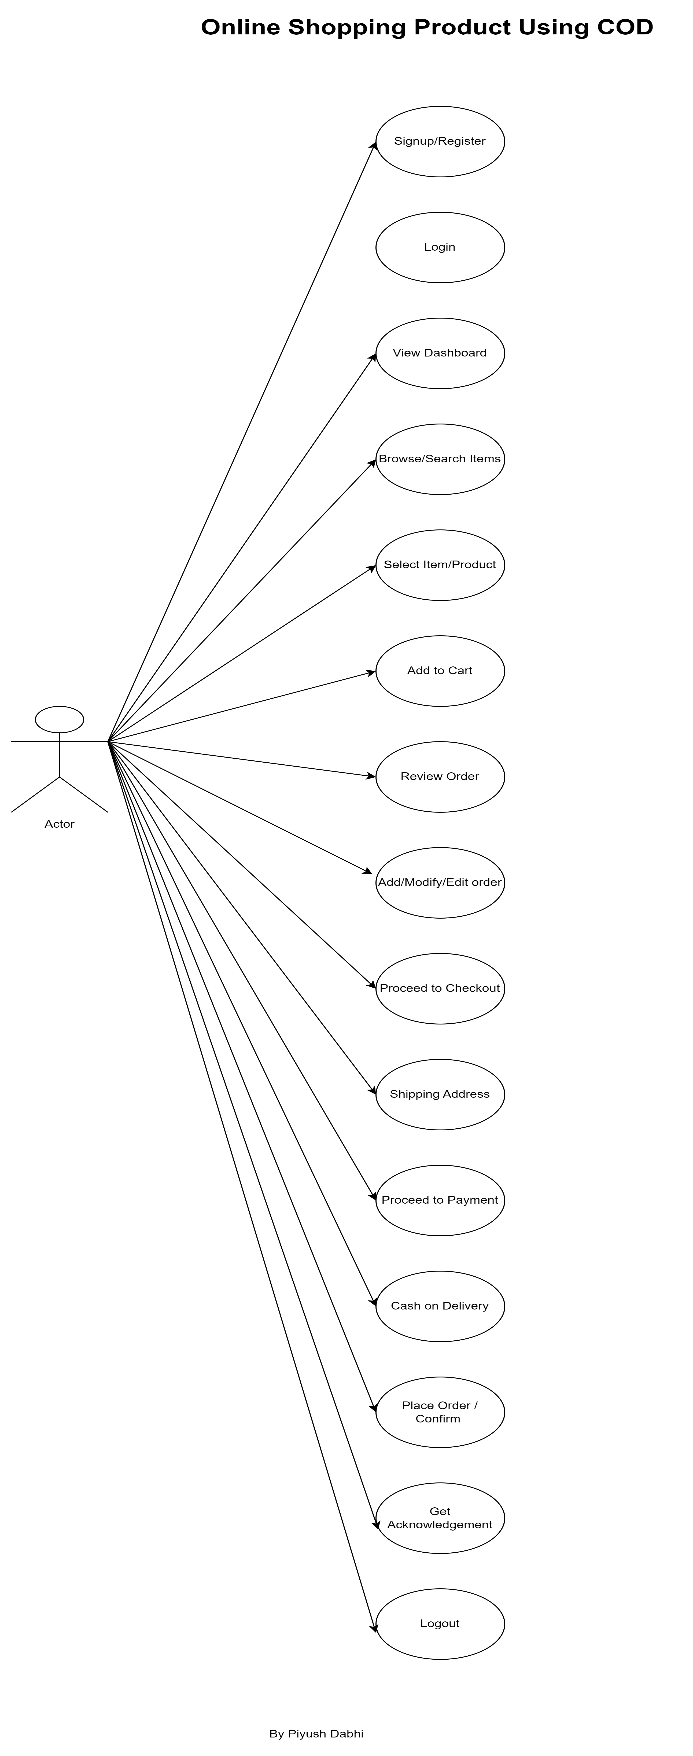 Online Shopping Product Using COD
Signup/Register
Login
View Dashboard
Browse/Search Items
Select Item/Product
Add to Cart
Review Order
Actor
Add/Modify/Edit order
Proceed to Checkout
Shipping Address
Proceed to Payment
Cash on Delivery
Place Order /
Confirm
Get
Acknowledgement
Logout
By Piyush Dabhi